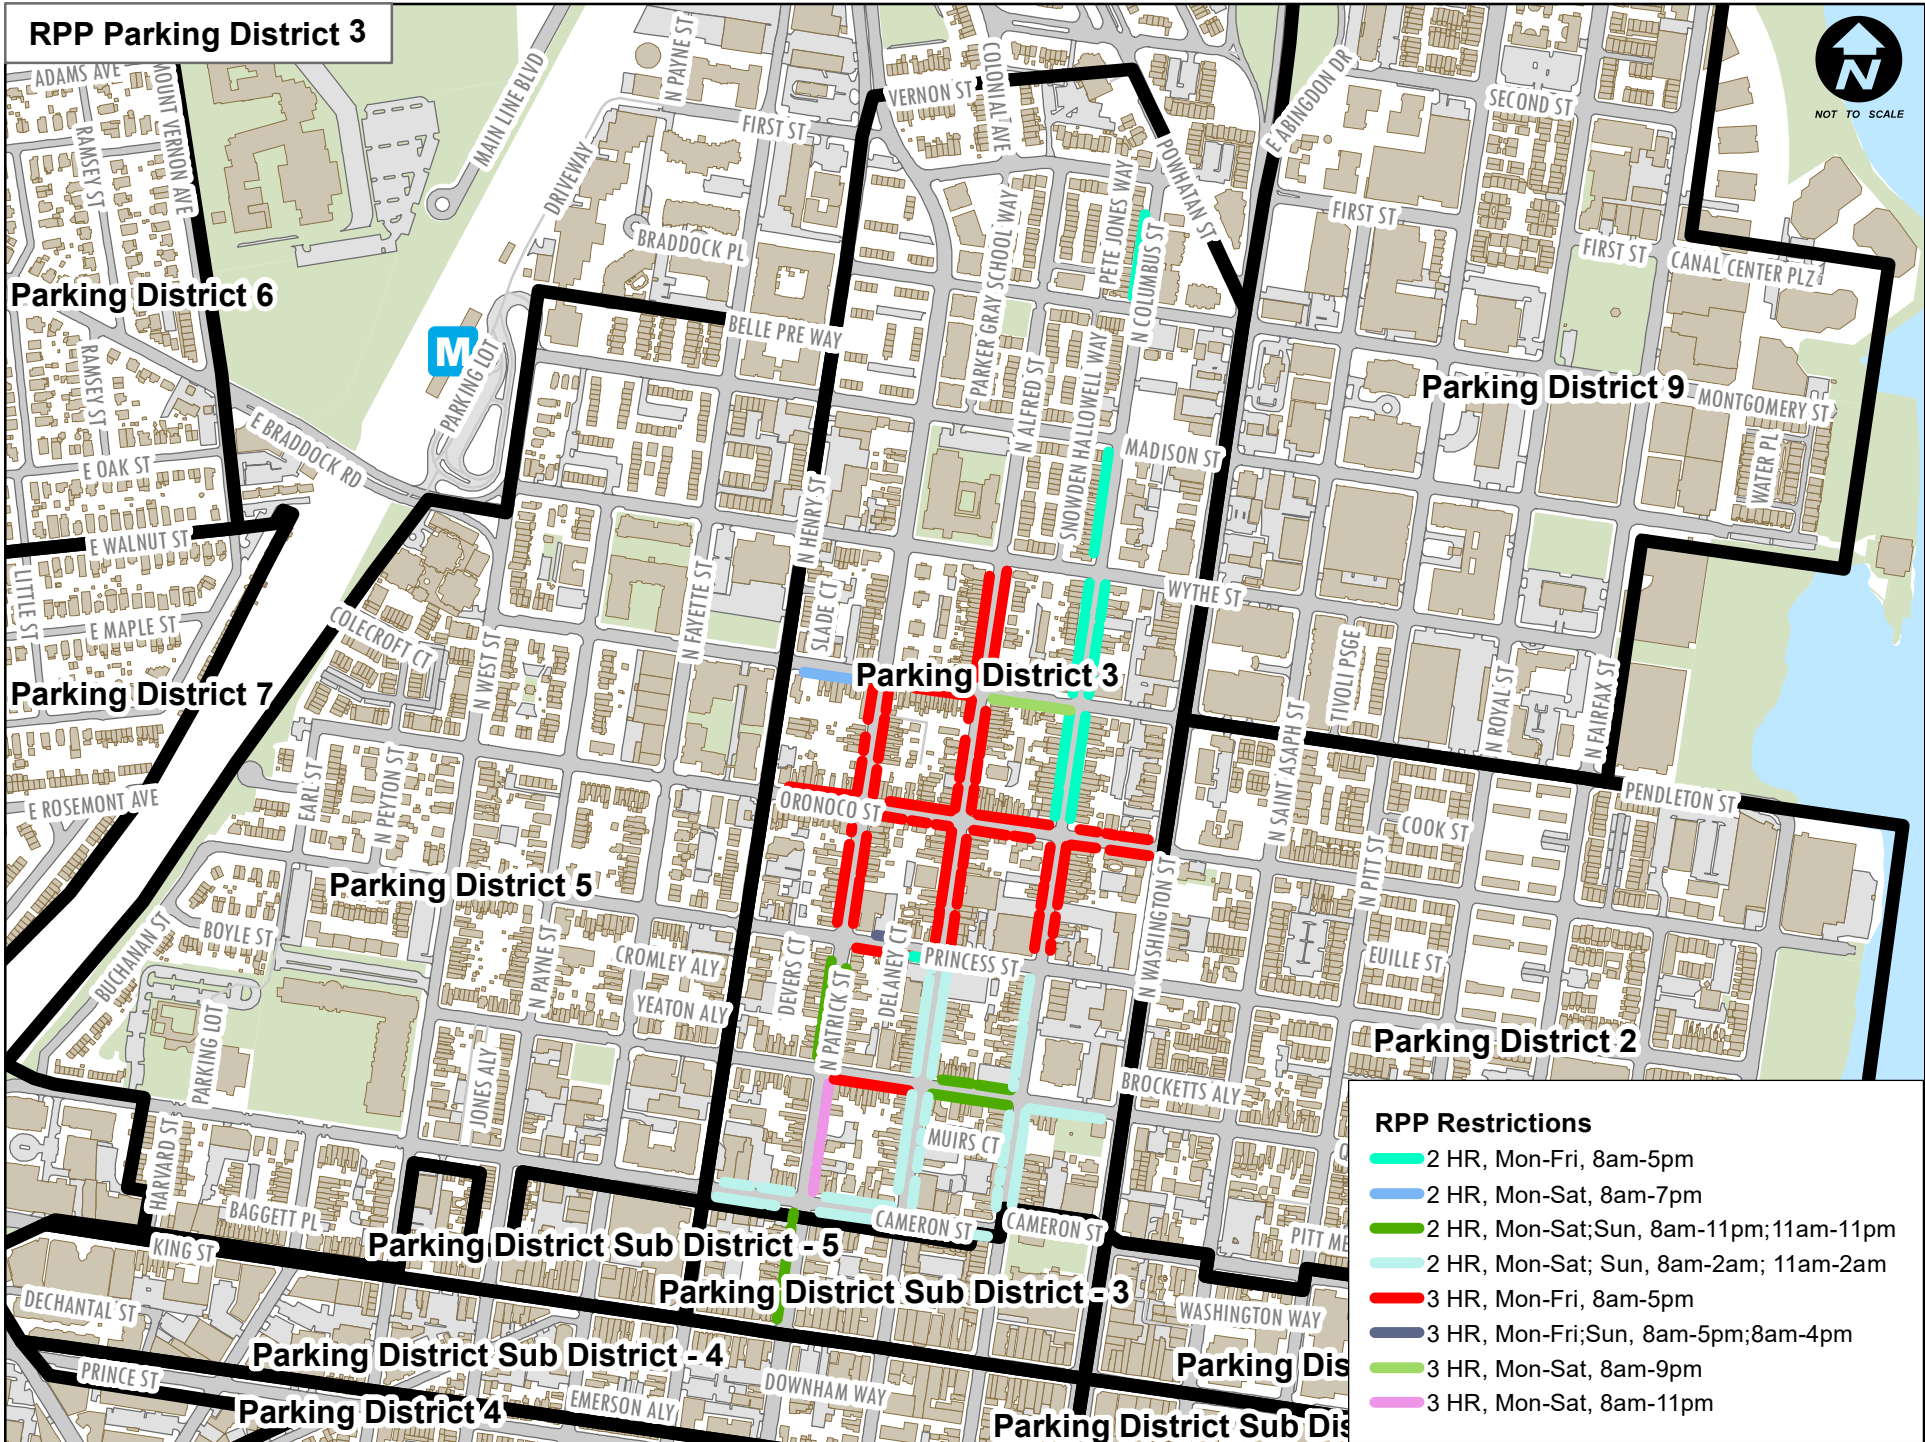 RPP Parking District 3
N
NOT TO SCALE
ADAMS AVE
MOUNT VERNON AVE
RAMSEY ST
MAIN LINE BLVD
N PAYNE ST
FIRST ST
VERNON ST
COLONIAL AVE
E ABINGDON DR
SECOND ST
DRIVEWAY
BRADDOCK PL
PETE JONES WAY
POWHATAN ST
N COLUMBUS ST
FIRST ST
FIRST ST
CANAL CENTER PLZ
Parking District 6
M
PARKING LOT
BELLE PRE WAY
PARKER GRAY SCHOOL WAY
N ALFRED ST
SNOWDEN HALLOWELL WAY
RAMSEY ST
Parking District 9
MONTGOMERY ST
WATER PL
E BRADDOCK RD
E OAK ST
MADISON ST
N HENRY ST
E WALNUT ST
LITTLE ST
E MAPLE ST
COLECROFT CT
N WEST ST
N FAYETTE ST
SLADE CT
WYTHE ST
TIVOLI PSGE
N ROYAL ST
N FAIRFAX ST
Parking District 7
Parking District 3
N SAINT ASAPH ST
E ROSEMONT AVE
EARL ST
N PEYTON ST
ORONOCO ST
PENDLETON ST
COOK ST
N PITT ST
Parking District 5
N WASHINGTON ST
BUCHANAN ST
BOYLE ST
N PAYNE ST
CROMLEY ALY
YEATON ALY
DEVERS CT
N PATRICK ST
DELANEY CT
PRINCESS ST
EUILLE ST
PARKING LOT
JONES ALY
Parking District 2
BROCKETTS ALY
MUIRS CT
HARVARD ST
BAGGETT PL
KING ST
CAMERON ST
CAMERON ST
PITT ME
Parking District Sub District - 5
Parking District Sub District - 3
DECHANTAL ST
WASHINGTON WAY
Parking District Sub District - 4
Parking Dis
PRINCE ST
DOWNHAM WAY
EMERSON ALY
Parking District 4
Parking District Sub Dis
RPP Restrictions
2 HR, Mon-Fri, 8am-5pm
2 HR, Mon-Sat, 8am-7pm
2 HR, Mon-Sat;Sun, 8am-11pm;11am-11pm
2 HR, Mon-Sat; Sun, 8am-2am; 11am-2am
3 HR, Mon-Fri, 8am-5pm
3 HR, Mon-Fri;Sun, 8am-5pm;8am-4pm
3 HR, Mon-Sat, 8am-9pm
3 HR, Mon-Sat, 8am-11pm